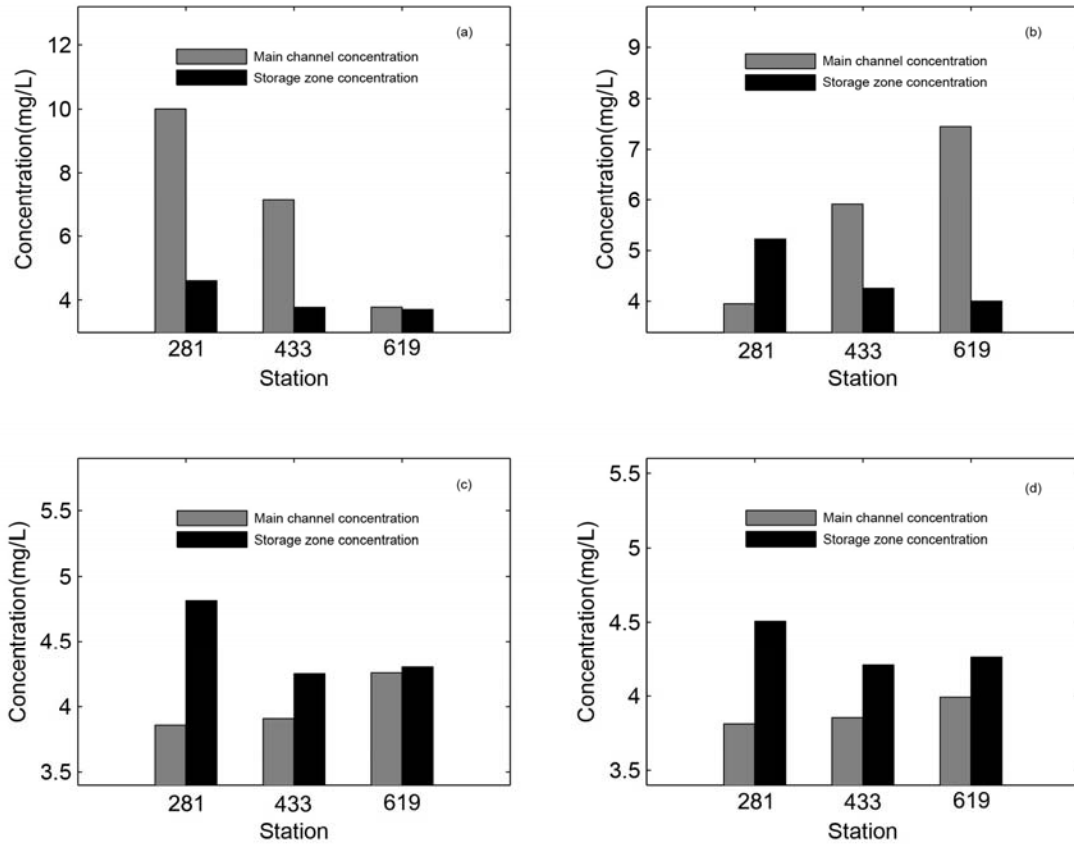 (a)
Main channel concentration
Storage zone concentration
12
10
8
6
4
Concentration(mg/L)
281 433 619
Station
(b)
Main channel concentration
Storage zone concentration
9
8
7
6
5
4
Concentration(mg/L)
281 433 619
Station
(c)
Main channel concentration
Storage zone concentration
5.5
5
4.5
4
3.5
Concentration(mg/L)
281 433 619
Station
(d)
Main channel concentration
Storage zone concentration
5.5
5
4.5
4
3.5
Concentration(mg/L)
281 433 619
Station